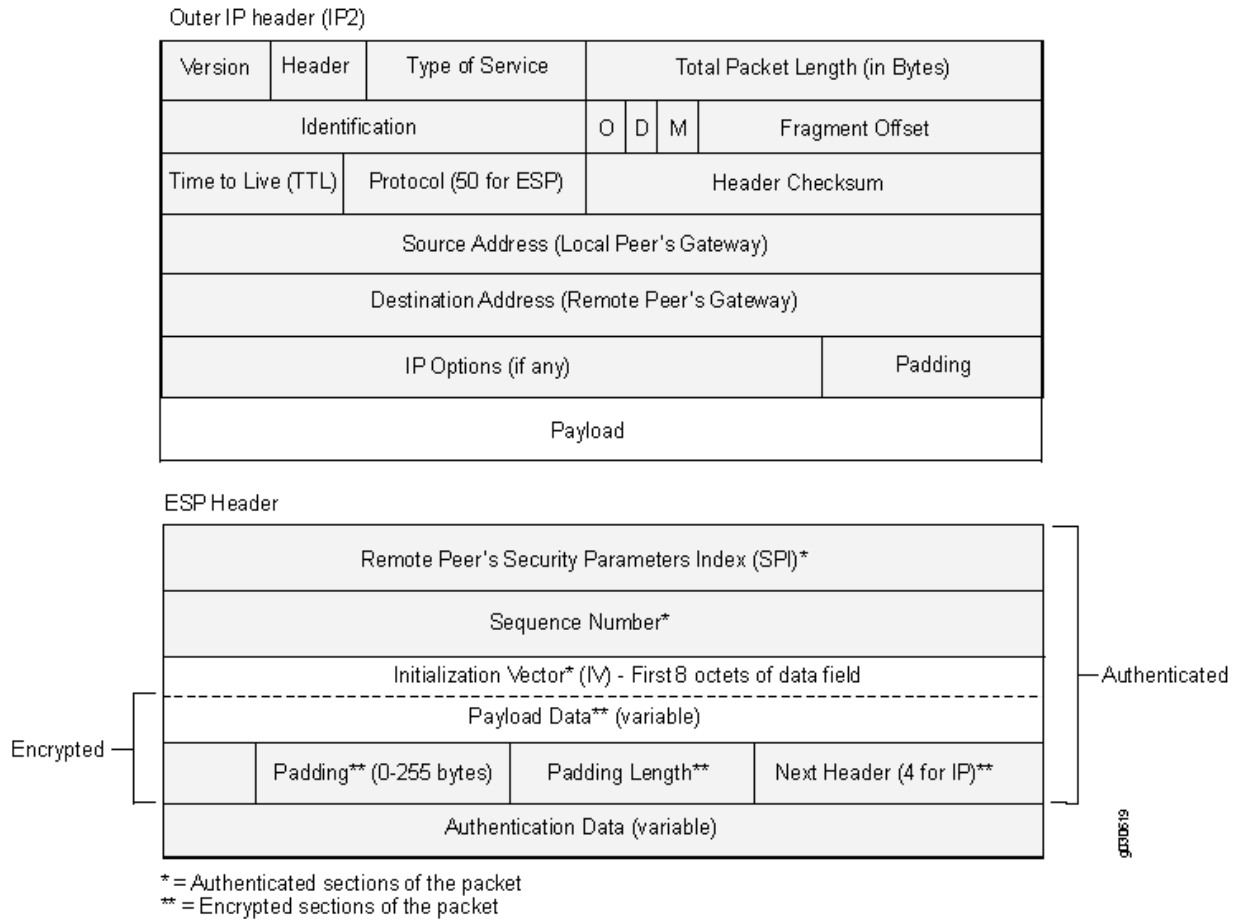 Outer IP header (IP2)
Version Header Type of Service Total Packet Length (in Bytes)
Identification O D M Fragment Offset
Time to Live (TTL) Protocol (50 for ESP) Header Checksum
Source Address (Local Peer's Gateway)
Destination Address (Remote Peer's Gateway)
IP Options (if any) Padding
Payload
ESP Header
Remote Peer's Security Parameters Index (SPI)*
Sequence Number*
Initialization Vector* (IV) - First 8 octets of data field
Authenticated
Payload Data** (variable)
Encrypted
Padding** (0-255 bytes) Padding Length** Next Header (4 for IP)**
Authentication Data (variable)
g030619
* = Authenticated sections of the packet
** = Encrypted sections of the packet